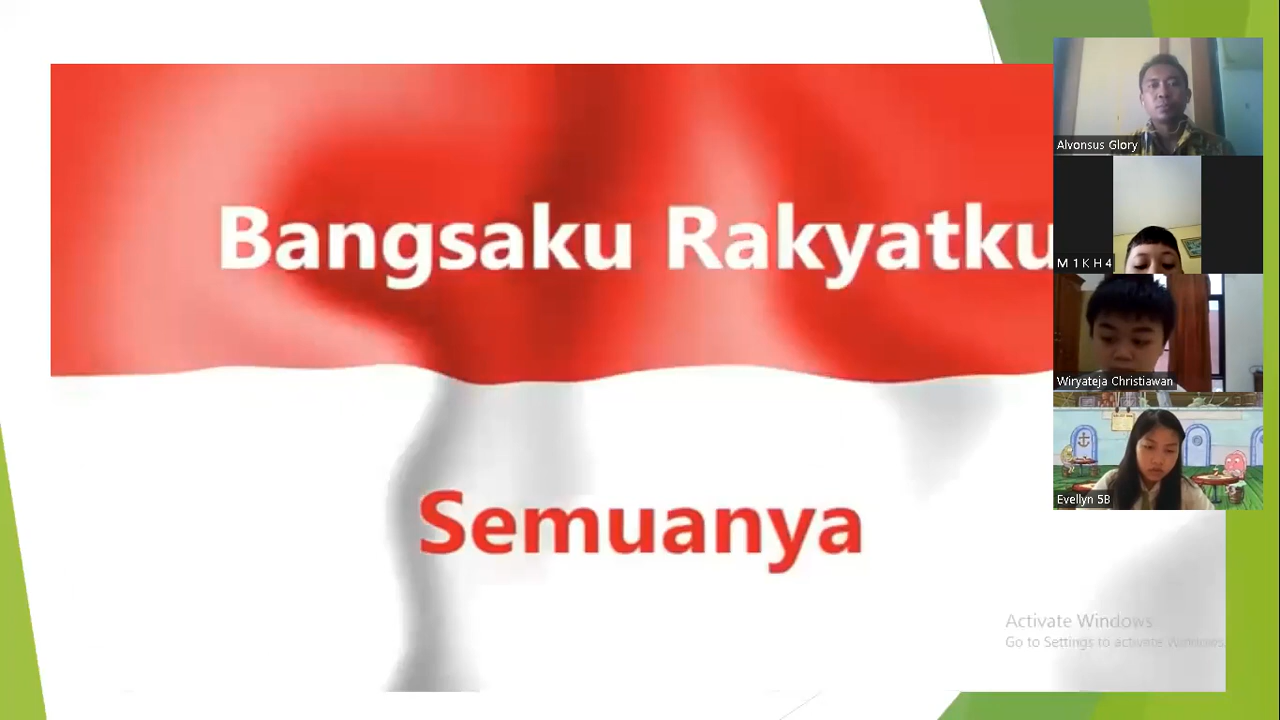 Bangsaku Rakyatku
Semuanya
Alvonsus Glory
M 1 K H 4
Wiryateja Christiawan
Evellyn 5B
Activate Windows
Go to Settings to activate Windows.